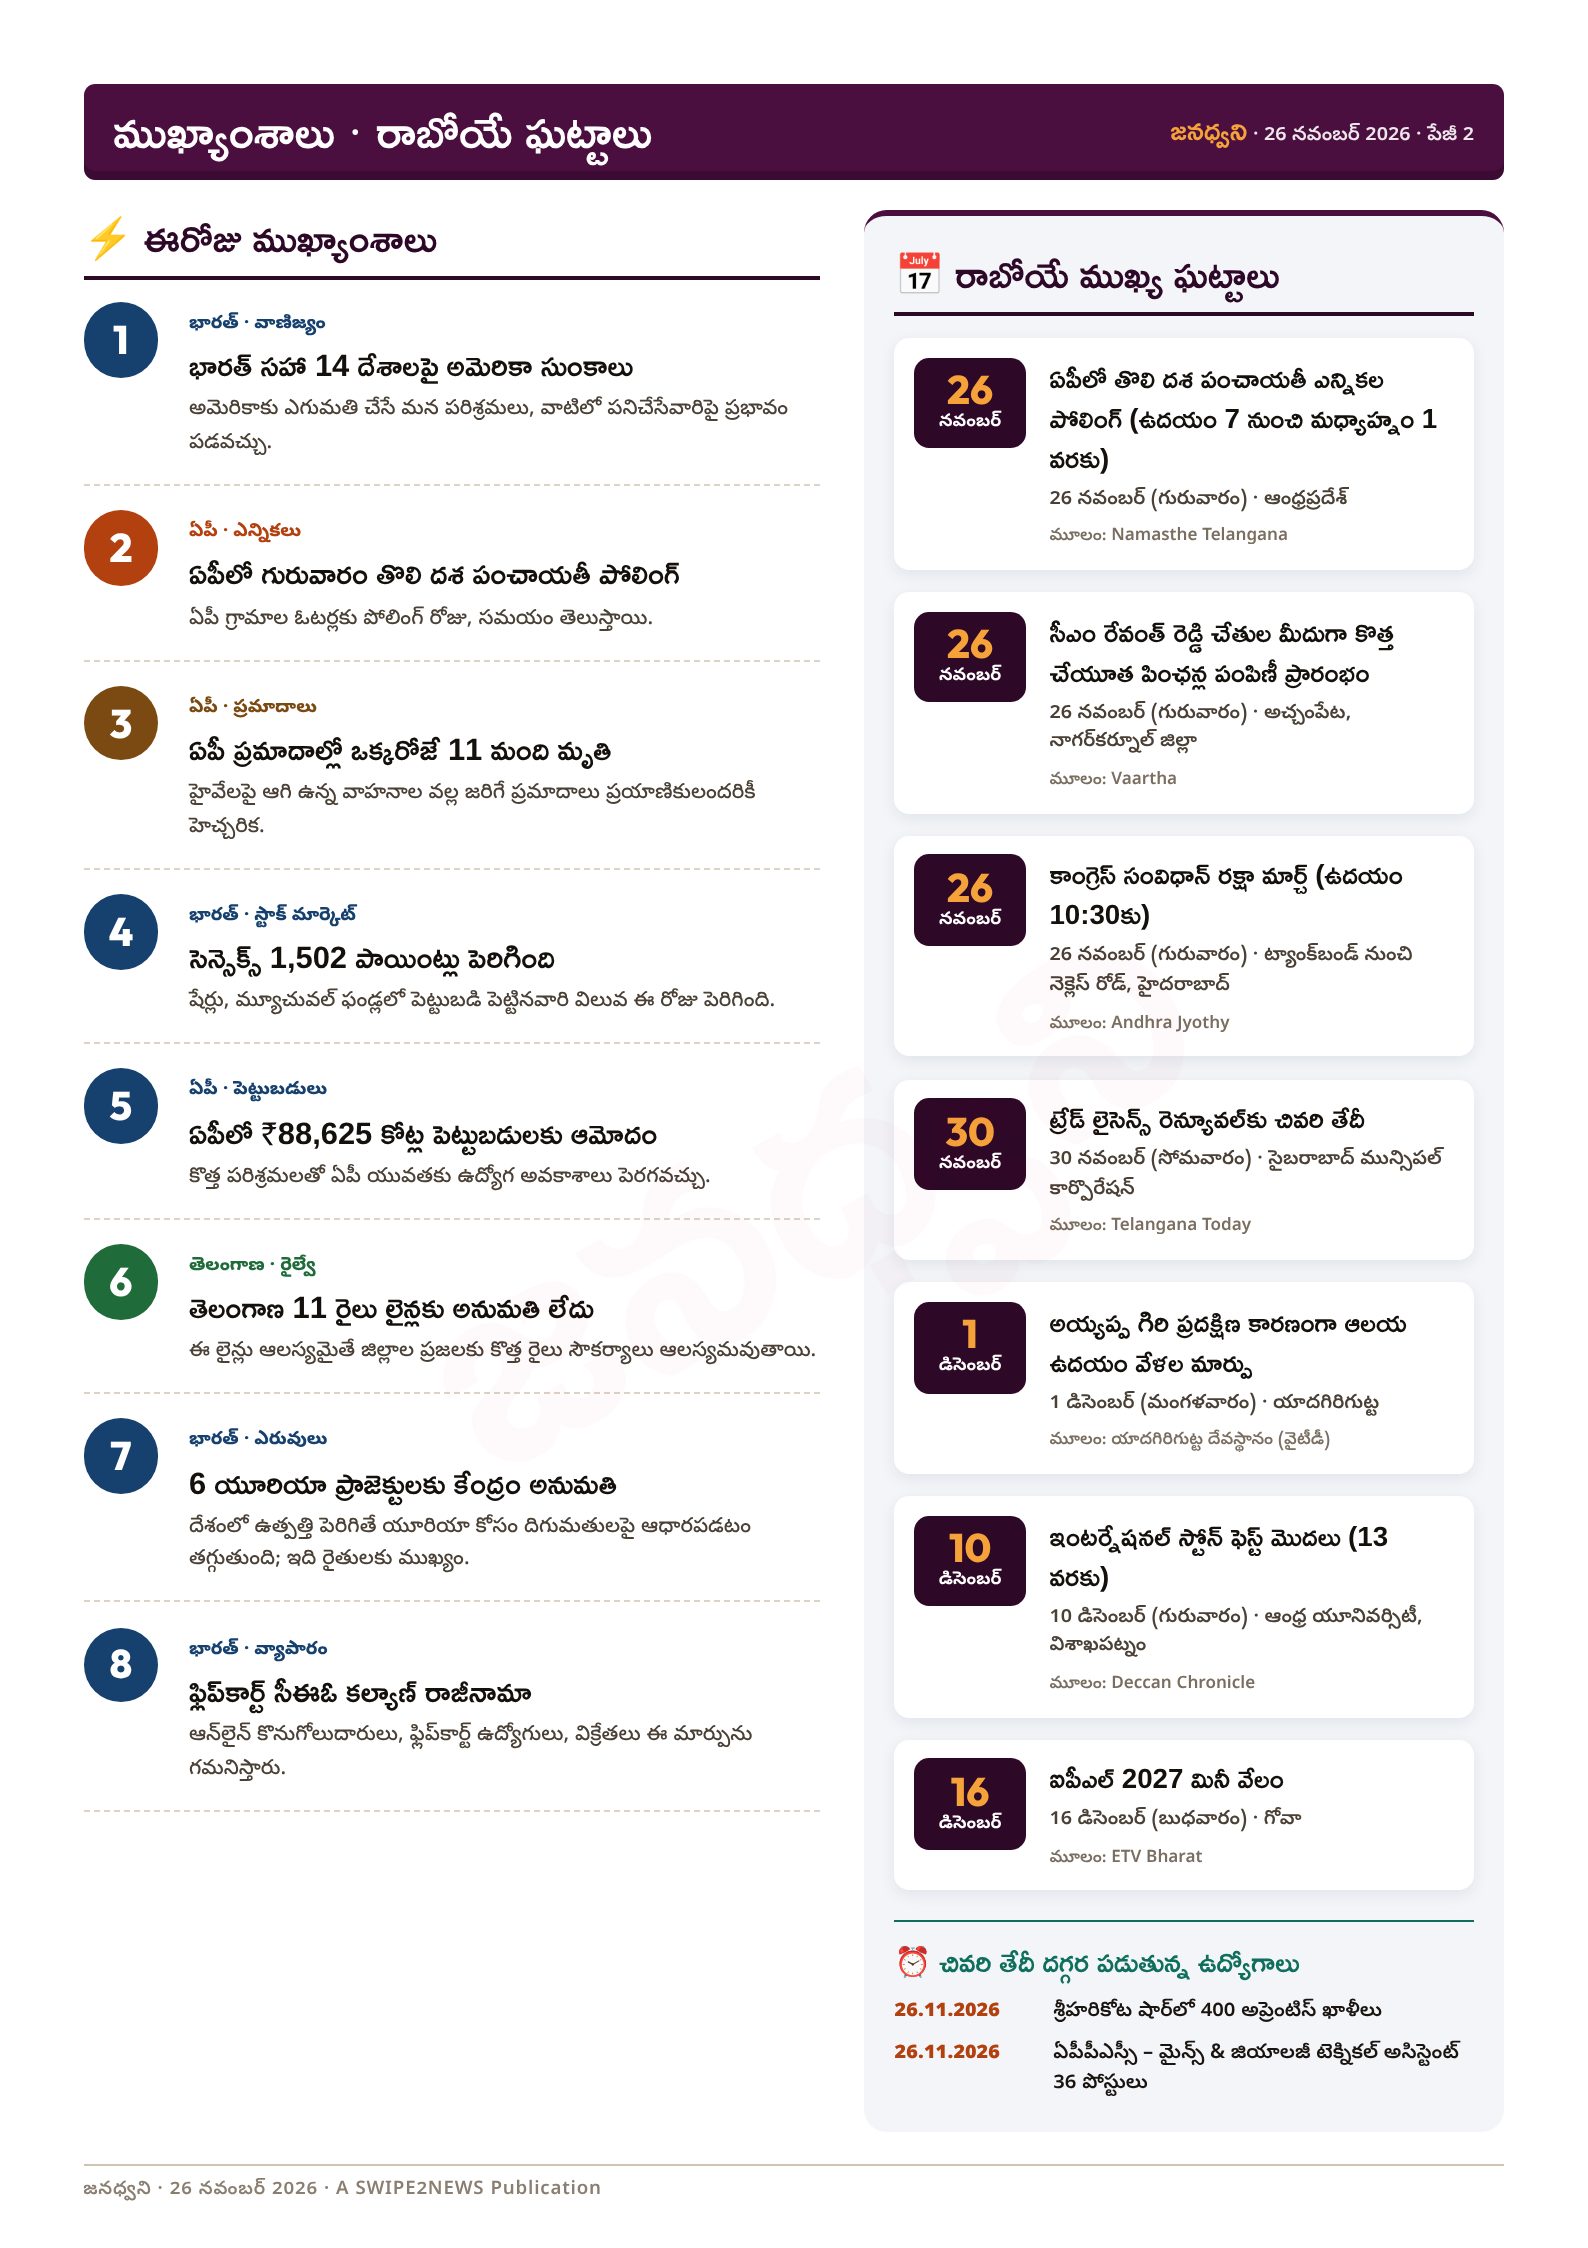 ముఖ్యాంశాలు · రాబోయే ఘట్టాలు
జనధ్వని · 26 నవంబర్ 2026 · పేజీ 2
⚡ ఈరోజు ముఖ్యాంశాలు
1
భారత్ · వాణిజ్యం
భారత్ సహా 14 దేశాలపై అమెరికా సుంకాలు
అమెరికాకు ఎగుమతి చేసే మన పరిశ్రమలు, వాటిలో పనిచేసేవారిపై ప్రభావం
పడవచ్చు.
2
ఏపీ · ఎన్నికలు
ఏపీలో గురువారం తొలి దశ పంచాయతీ పోలింగ్
ఏపీ గ్రామాల ఓటర్లకు పోలింగ్ రోజు, సమయం తెలుస్తాయి.
3
ఏపీ · ప్రమాదాలు
ఏపీ ప్రమాదాల్లో ఒక్కరోజే 11 మంది మృతి
హైవేలపై ఆగి ఉన్న వాహనాల వల్ల జరిగే ప్రమాదాలు ప్రయాణికులందరికీ
హెచ్చరిక.
4
భారత్ · స్టాక్ మార్కెట్
సెన్సెక్స్ 1,502 పాయింట్లు పెరిగింది
షేర్లు, మ్యూచువల్ ఫండ్లలో పెట్టుబడి పెట్టినవారి విలువ ఈ రోజు పెరిగింది.
5
ఏపీ · పెట్టుబడులు
ఏపీలో ₹88,625 కోట్ల పెట్టుబడులకు ఆమోదం
కొత్త పరిశ్రమలతో ఏపీ యువతకు ఉద్యోగ అవకాశాలు పెరగవచ్చు.
6
తెలంగాణ · రైల్వే
తెలంగాణ 11 రైలు లైన్లకు అనుమతి లేదు
ఈ లైన్లు ఆలస్యమైతే జిల్లాల ప్రజలకు కొత్త రైలు సౌకర్యాలు ఆలస్యమవుతాయి.
7
భారత్ · ఎరువులు
6 యూరియా ప్రాజెక్టులకు కేంద్రం అనుమతి
దేశంలో ఉత్పత్తి పెరిగితే యూరియా కోసం దిగుమతులపై ఆధారపడటం
తగ్గుతుంది; ఇది రైతులకు ముఖ్యం.
8
భారత్ · వ్యాపారం
ఫ్లిప్‌కార్ట్ సీఈఓ కల్యాణ్ రాజీనామా
ఆన్‌లైన్ కొనుగోలుదారులు, ఫ్లిప్‌కార్ట్ ఉద్యోగులు, విక్రేతలు ఈ మార్పును
గమనిస్తారు.
📅 రాబోయే ముఖ్య ఘట్టాలు
26
నవంబర్
ఏపీలో తొలి దశ పంచాయతీ ఎన్నికల
పోలింగ్ (ఉదయం 7 నుంచి మధ్యాహ్నం 1
వరకు)
26 నవంబర్ (గురువారం) · ఆంధ్రప్రదేశ్
మూలం: Namasthe Telangana
26
నవంబర్
సీఎం రేవంత్ రెడ్డి చేతుల మీదుగా కొత్త
చేయూత పింఛన్ల పంపిణీ ప్రారంభం
26 నవంబర్ (గురువారం) · అచ్చంపేట,
నాగర్‌కర్నూల్ జిల్లా
మూలం: Vaartha
26
నవంబర్
కాంగ్రెస్ సంవిధాన్ రక్షా మార్చ్ (ఉదయం
10:30కు)
26 నవంబర్ (గురువారం) · ట్యాంక్‌బండ్ నుంచి
నెక్లెస్ రోడ్, హైదరాబాద్
మూలం: Andhra Jyothy
30
నవంబర్
ట్రేడ్ లైసెన్స్ రెన్యూవల్‌కు చివరి తేదీ
30 నవంబర్ (సోమవారం) · సైబరాబాద్ మున్సిపల్
కార్పొరేషన్
మూలం: Telangana Today
1
డిసెంబర్
అయ్యప్ప గిరి ప్రదక్షిణ కారణంగా ఆలయ
ఉదయం వేళల మార్పు
1 డిసెంబర్ (మంగళవారం) · యాదగిరిగుట్ట
మూలం: యాదగిరిగుట్ట దేవస్థానం (వైటీడీ)
10
డిసెంబర్
ఇంటర్నేషనల్ స్టోన్ ఫెస్ట్ మొదలు (13
వరకు)
10 డిసెంబర్ (గురువారం) · ఆంధ్ర యూనివర్సిటీ,
విశాఖపట్నం
మూలం: Deccan Chronicle
16
డిసెంబర్
ఐపీఎల్ 2027 మినీ వేలం
16 డిసెంబర్ (బుధవారం) · గోవా
మూలం: ETV Bharat
⏰ చివరి తేదీ దగ్గర పడుతున్న ఉద్యోగాలు
26.11.2026 శ్రీహరికోట షార్‌లో 400 అప్రెంటిస్ ఖాళీలు
26.11.2026 ఏపీపీఎస్సీ – మైన్స్ & జియాలజీ టెక్నికల్ అసిస్టెంట్
36 పోస్టులు
జనధ్వని · 26 నవంబర్ 2026 · A SWIPE2NEWS Publication